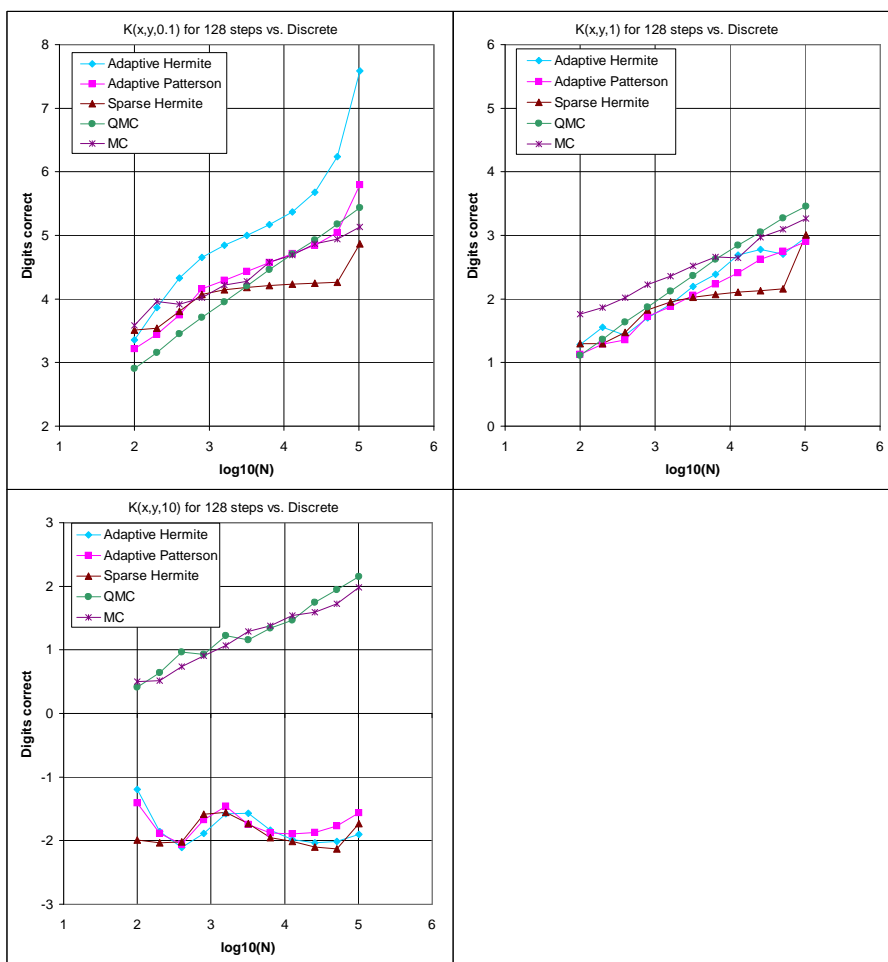 K(x,y,0.1) for 128 steps vs. Discrete
8
7
6
5
4
3
2
Digits correct
Adaptive Hermite
Adaptive Patterson
Sparse Hermite
QMC
MC
1 2 3 4 5 6
log10(N)
K(x,y,1) for 128 steps vs. Discrete
6
5
4
3
2
1
0
Digits correct
Adaptive Hermite
Adaptive Patterson
Sparse Hermite
QMC
MC
1 2 3 4 5 6
log10(N)
K(x,y,10) for 128 steps vs. Discrete
3
2
1
0
-1
-2
-3
Digits correct
Adaptive Hermite
Adaptive Patterson
Sparse Hermite
QMC
MC
1 2 3 4 5 6
log10(N)